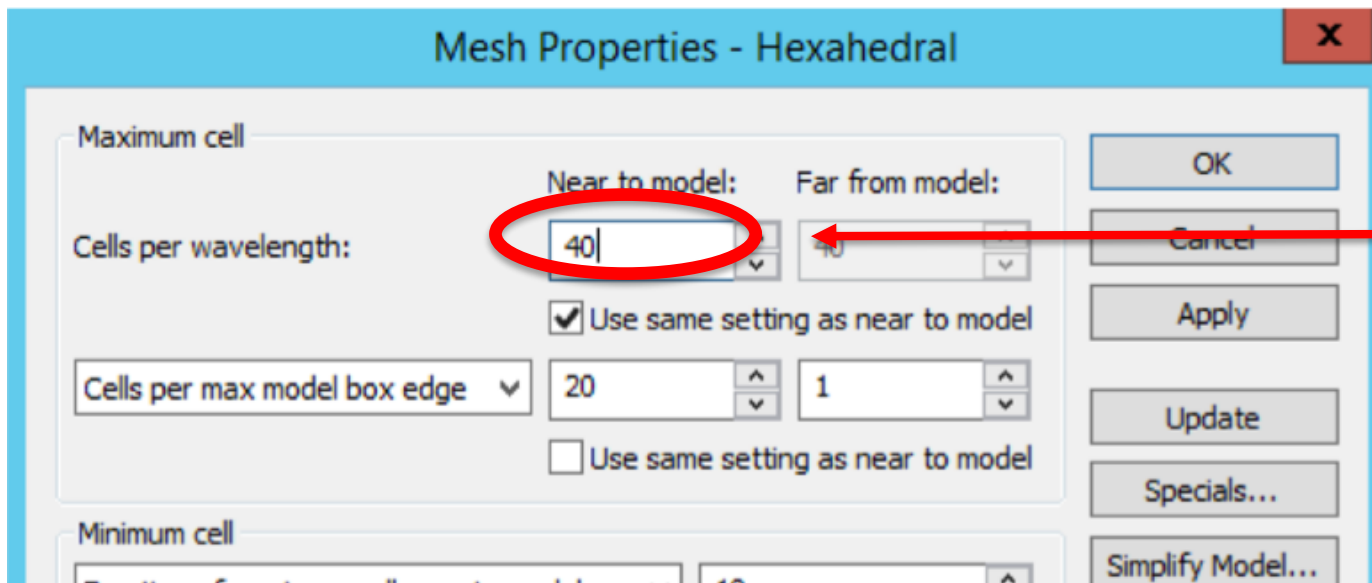 Mesh Properties - Hexahedral
x
Maximum cell
Near to model: Far from model:
OK
Cells per wavelength: 40 40
Cancel
Use same setting as near to model
Apply
Cells per max model box edge 20 1
Update
Use same setting as near to model
Specials...
Minimum cell
Simplify Model...